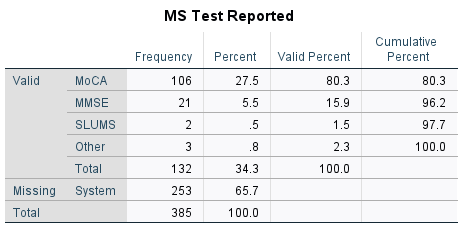 MS Test Reported
Frequency Percent Valid Percent Cumulative Percent
Valid MoCA 106 27.5 80.3 80.3
MMSE 21 5.5 15.9 96.2
SLUMS 2 .5 1.5 97.7
Other 3 .8 2.3 100.0
Total 132 34.3 100.0
Missing System 253 65.7
Total 385 100.0